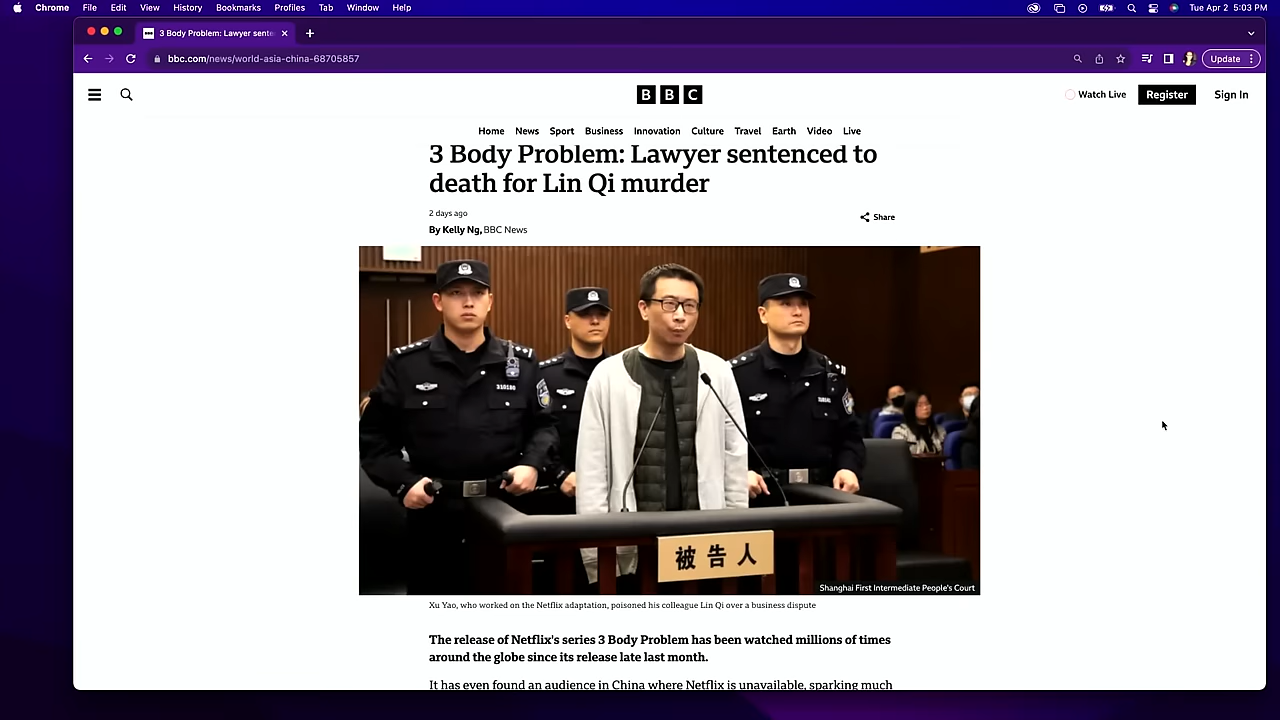 Chrome File Edit View History Bookmarks Profiles Tab Window Help Tue Apr 2 5:03 PM
3 Body Problem: Lawyer sente
bbc.com/news/world-asia-china-68705857 Update
BBC Watch Live Register Sign In
Home News Sport Business Innovation Culture Travel Earth Video Live
3 Body Problem: Lawyer sentenced to
death for Lin Qi murder
2 days ago
Share
By Kelly Ng, BBC News
310180
被告人
Shanghai First Intermediate People's Court
Xu Yao, who worked on the Netflix adaptation, poisoned his colleague Lin Qi over a business dispute
The release of Netflix's series 3 Body Problem has been watched millions of times
around the globe since its release late last month.
It has even found an audience in China where Netflix is unavailable, sparking much